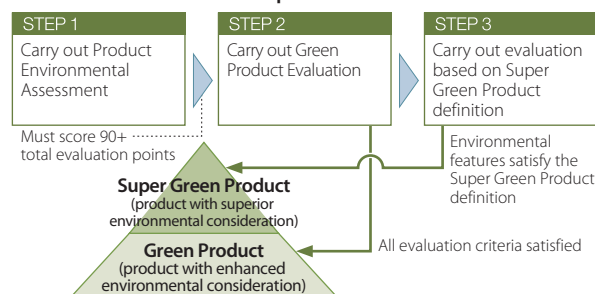 STEP 1
Carry out Product
Environmental
Assessment
STEP 2
Carry out Green
Product Evaluation
STEP 3
Carry out evaluation
based on Super
Green Product
definition
Must score 90+
total evaluation points
Environmental
features satisfy the
Super Green Product
definition
Super Green Product
(product with superior
environmental consideration)
All evaluation criteria satisfied
Green Product
(product with enhanced
environmental consideration)